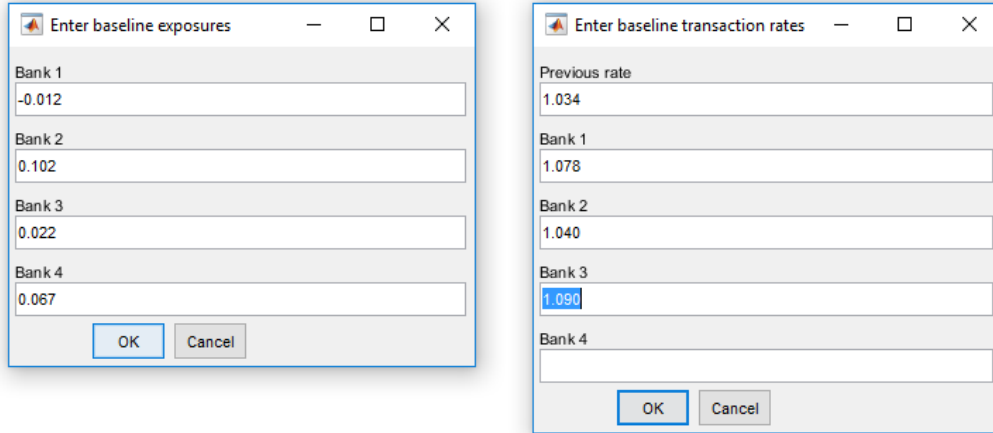 Enter baseline exposures
Bank 1
-0.012
Bank 2
0.102
Bank 3
0.022
Bank 4
0.067
OK Cancel
Enter baseline transaction rates
Previous rate
1.034
Bank 1
1.078
Bank 2
1.040
Bank 3
1.090
Bank 4
OK Cancel